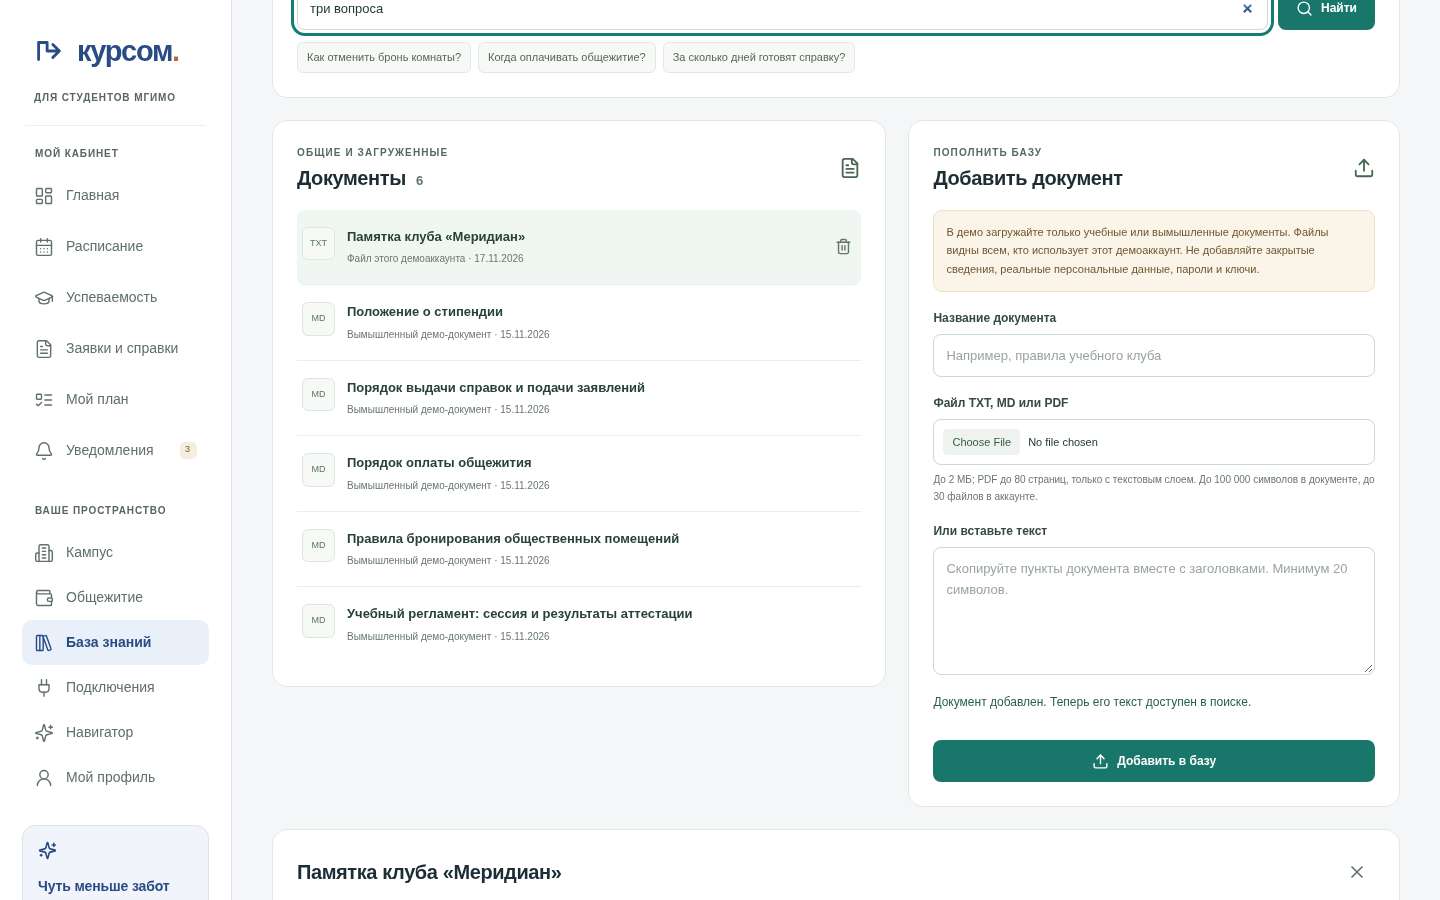 курсом.
ДЛЯ СТУДЕНТОВ МГИМО
МОЙ КАБИНЕТ
Главная
Расписание
Успеваемость
Заявки и справки
Мой план
Уведомления 3
ВАШЕ ПРОСТРАНСТВО
Кампус
Общежитие
База знаний
Подключения
Навигатор
Мой профиль
Чуть меньше забот
три вопроса
Найти
Как отменить бронь комнаты? Когда оплачивать общежитие? За сколько дней готовят справку?
ОБЩИЕ И ЗАГРУЖЕННЫЕ
Документы 6
TXT
Памятка клуба «Меридиан»
Файл этого демоаккаунта · 17.11.2026
MD
Положение о стипендии
Вымышленный демо-документ · 15.11.2026
MD
Порядок выдачи справок и подачи заявлений
Вымышленный демо-документ · 15.11.2026
MD
Порядок оплаты общежития
Вымышленный демо-документ · 15.11.2026
MD
Правила бронирования общественных помещений
Вымышленный демо-документ · 15.11.2026
MD
Учебный регламент: сессия и результаты аттестации
Вымышленный демо-документ · 15.11.2026
ПОПОЛНИТЬ БАЗУ
Добавить документ
В демо загружайте только учебные или вымышленные документы. Файлы
видны всем, кто использует этот демоаккаунт. Не добавляйте закрытые
сведения, реальные персональные данные, пароли и ключи.
Название документа
Например, правила учебного клуба
Файл TXT, MD или PDF
Choose File No file chosen
До 2 МБ; PDF до 80 страниц, только с текстовым слоем. До 100 000 символов в документе, до
30 файлов в аккаунте.
Или вставьте текст
Скопируйте пункты документа вместе с заголовками. Минимум 20
символов.
Документ добавлен. Теперь его текст доступен в поиске.
Добавить в базу
Памятка клуба «Меридиан»